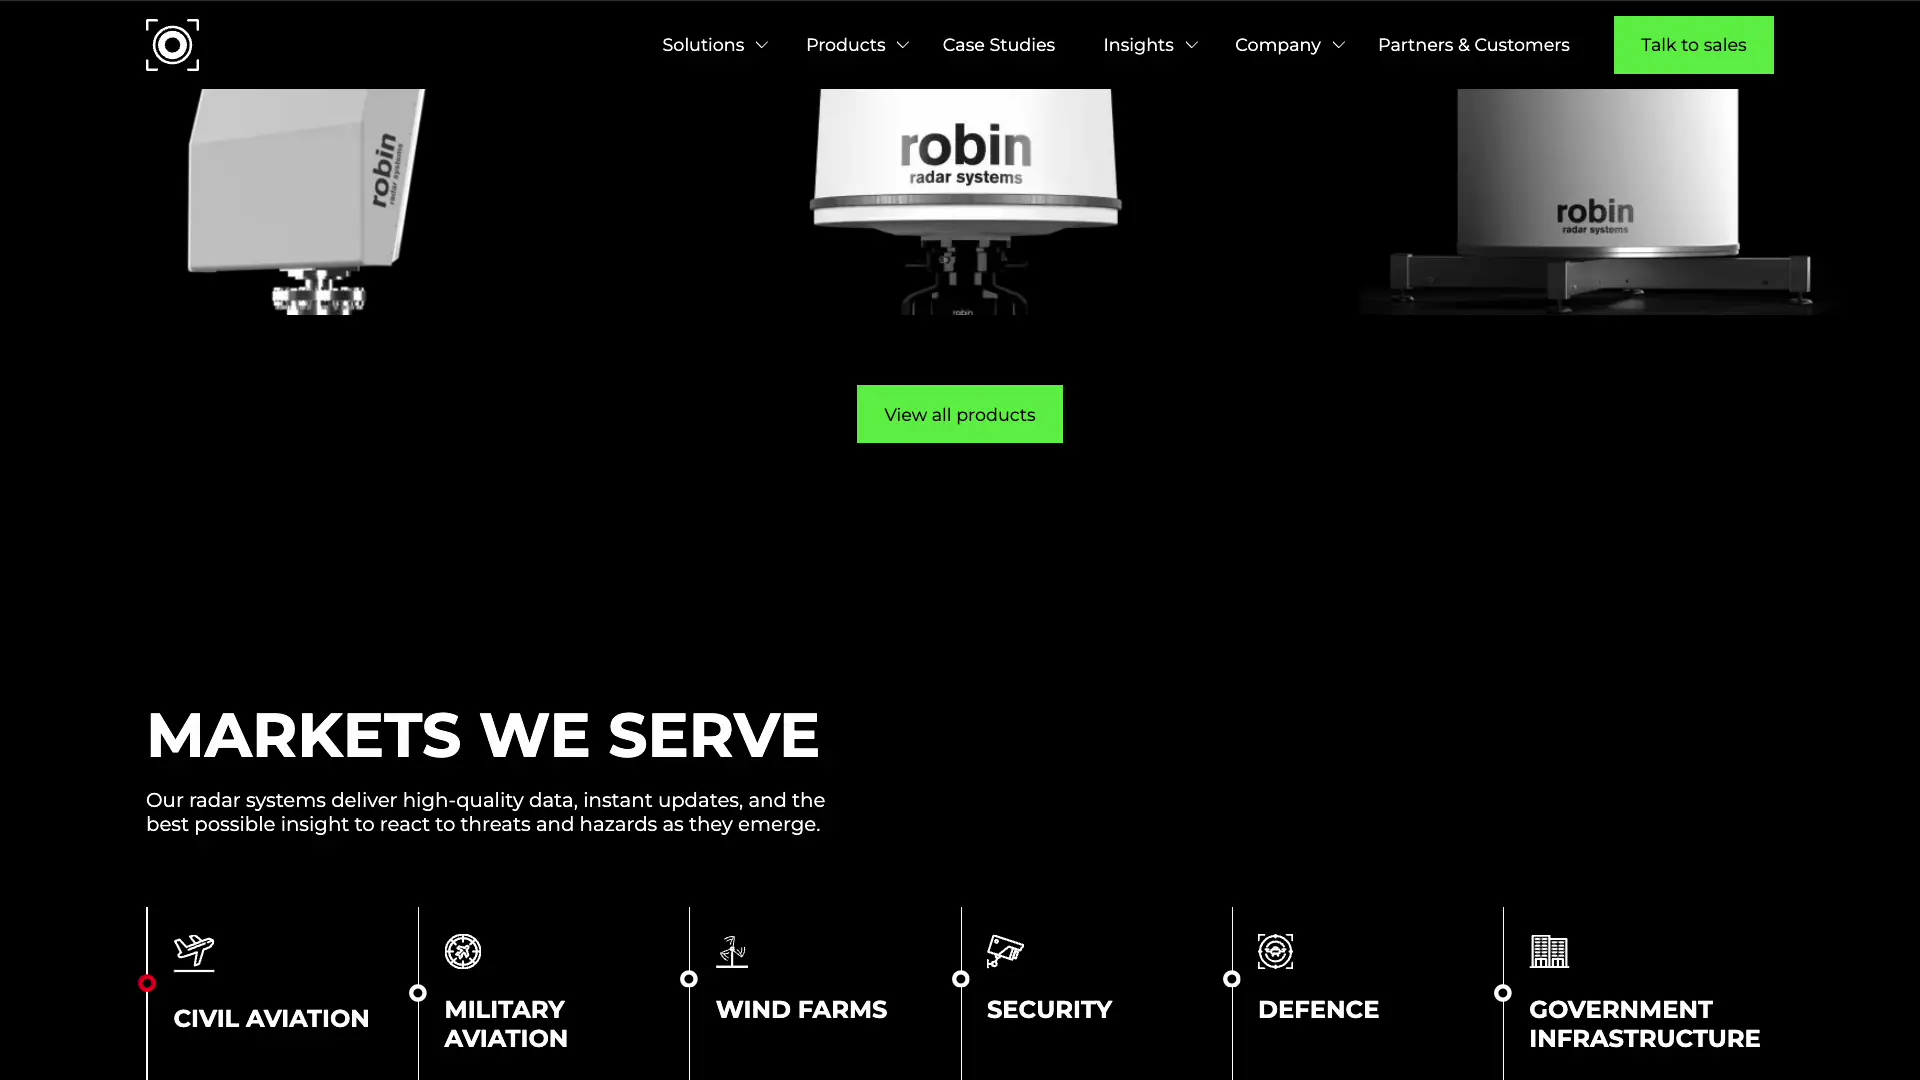 Solutions
Products
Case Studies
Insights
Company
Partners & Customers
Talk to sales
robin
radar systems
robin
radar systems
robin
robin
radar systems
View all products
MARKETS WE SERVE
Our radar systems deliver high-quality data, instant updates, and the
best possible insight to react to threats and hazards as they emerge.
CIVIL AVIATION
MILITARY
AVIATION
WIND FARMS
SECURITY
DEFENCE
GOVERNMENT
INFRASTRUCTURE